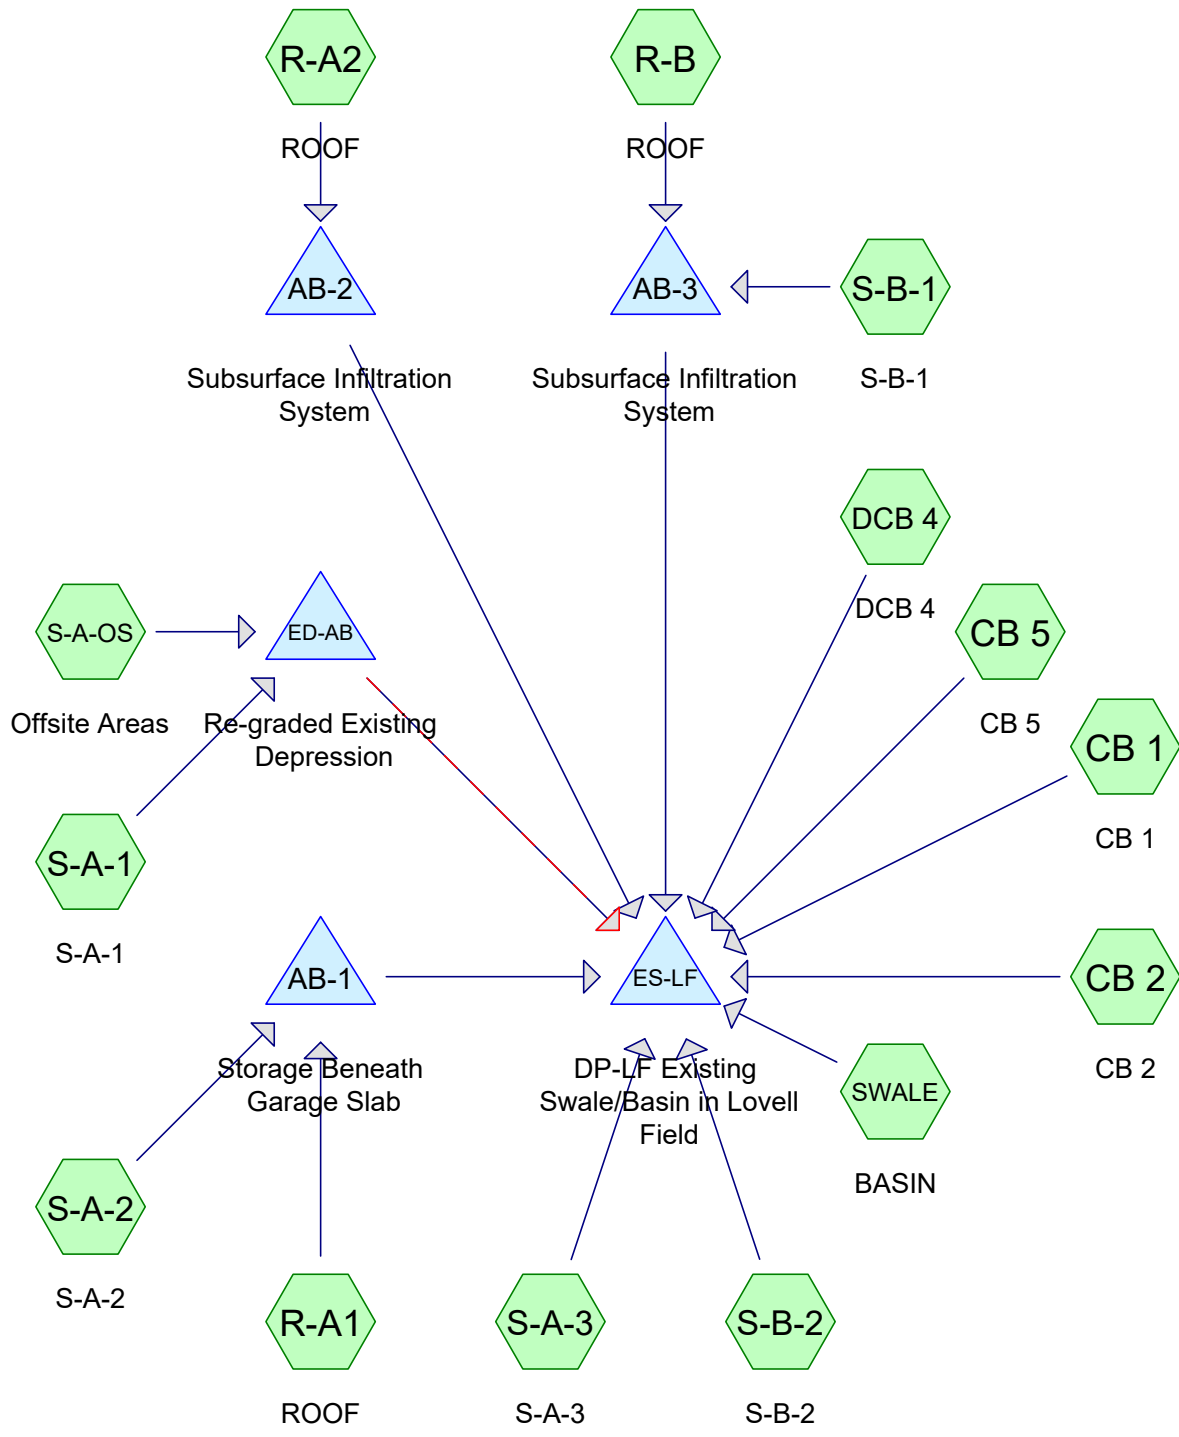 R-A2
ROOF
R-B
ROOF
AB-2
Subsurface Infiltration
System
AB-3
Subsurface Infiltration
System
S-B-1
S-B-1
DCB 4
DCB 4
S-A-OS
Offsite Areas
ED-AB
Re-graded Existing
Depression
CB 5
CB 5
CB 1
CB 1
S-A-1
S-A-1
AB-1
Storage Beneath
Garage Slab
ES-LF
DP-LF Existing
Swale/Basin in Lovell
Field
CB 2
CB 2
SWALE
BASIN
S-A-2
S-A-2
R-A1
ROOF
S-A-3
S-A-3
S-B-2
S-B-2